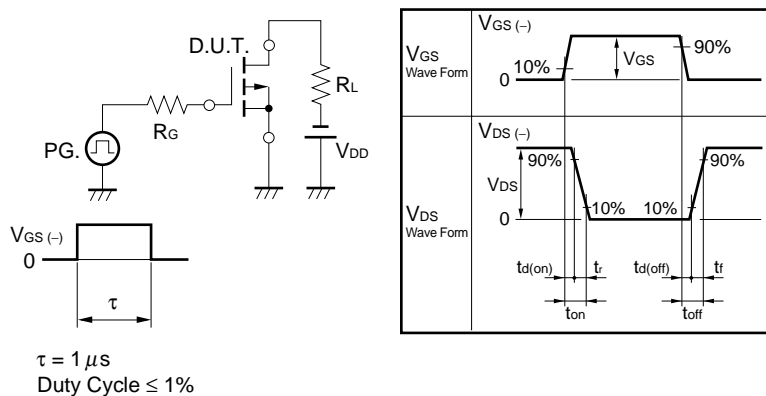 D.U.T.
RL
RG
PG.
VDD
VGS (−)
0
τ
τ = 1 μs
Duty Cycle ≤ 1%
VGS
Wave Form
VGS (−)
10%
VGS
90%
0
VDS
Wave Form
VDS (−)
90%
90%
VDS
10%
10%
0
td(on)
tr
td(off)
tf
ton
toff